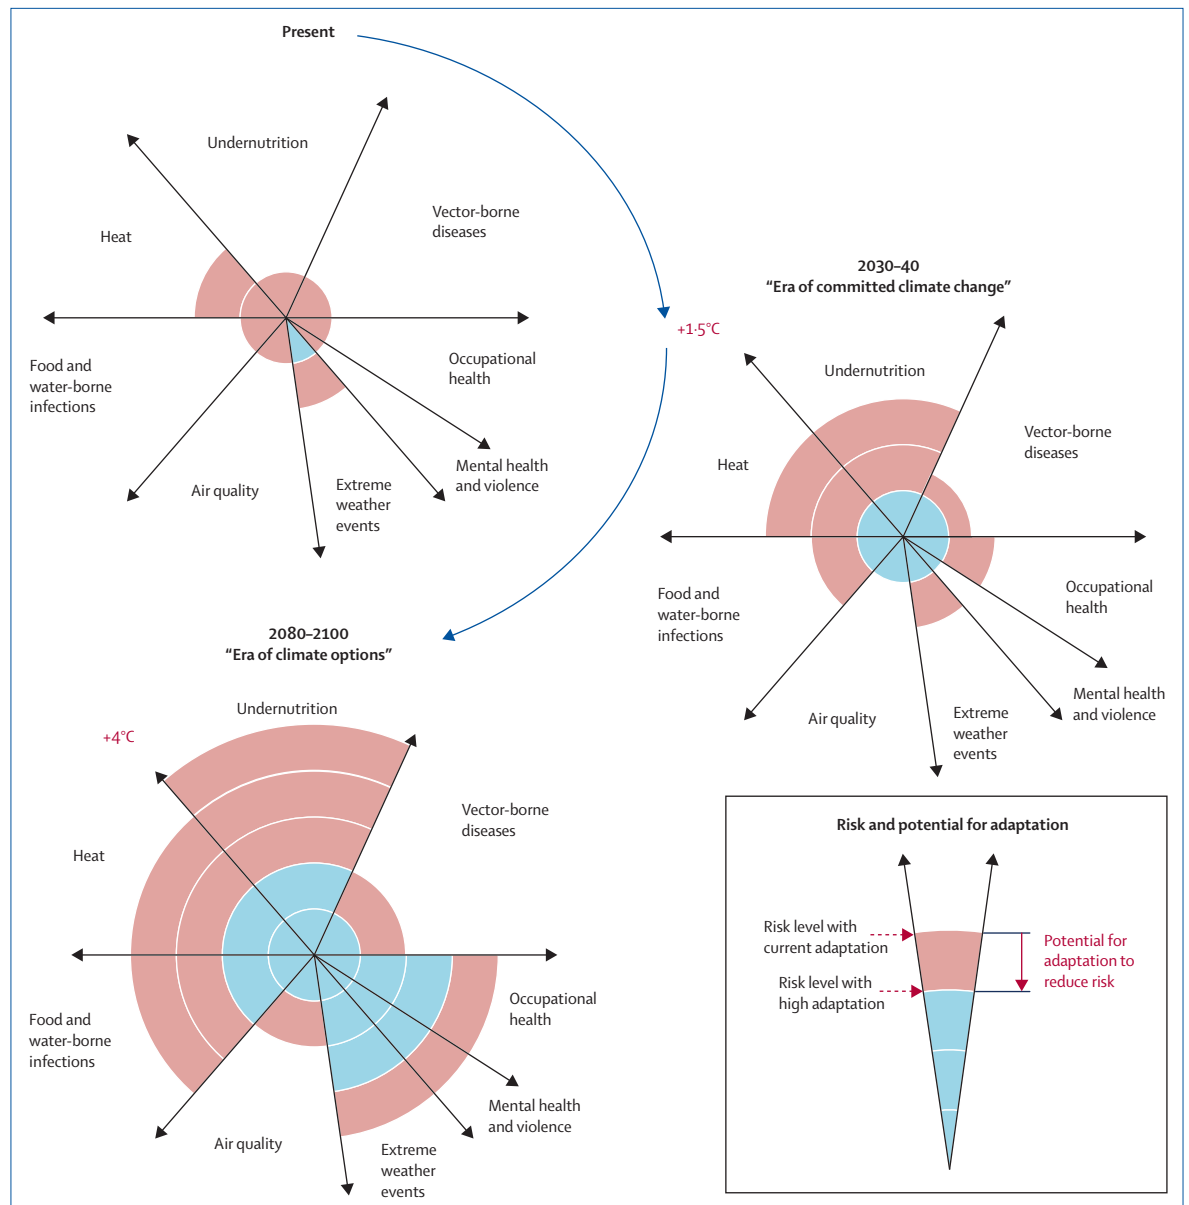 Present
Undernutrition
Vector-borne
diseases
Heat
Food and
water-borne
infections
Occupational
health
Mental health
and violence
Air quality
Extreme
weather
events
2030–40
“Era of committed climate change”
+1·5°C
Undernutrition
Vector-borne
diseases
Heat
Food and
water-borne
infections
Occupational
health
Mental health
and violence
Air quality
Extreme
weather
events
2080–2100
“Era of climate options”
+4°C
Undernutrition
Vector-borne
diseases
Heat
Food and
water-borne
infections
Occupational
health
Mental health
and violence
Air quality
Extreme
weather
events
Risk and potential for adaptation
Risk level with
current adaptation
Risk level with
high adaptation
Potential for
adaptation to
reduce risk